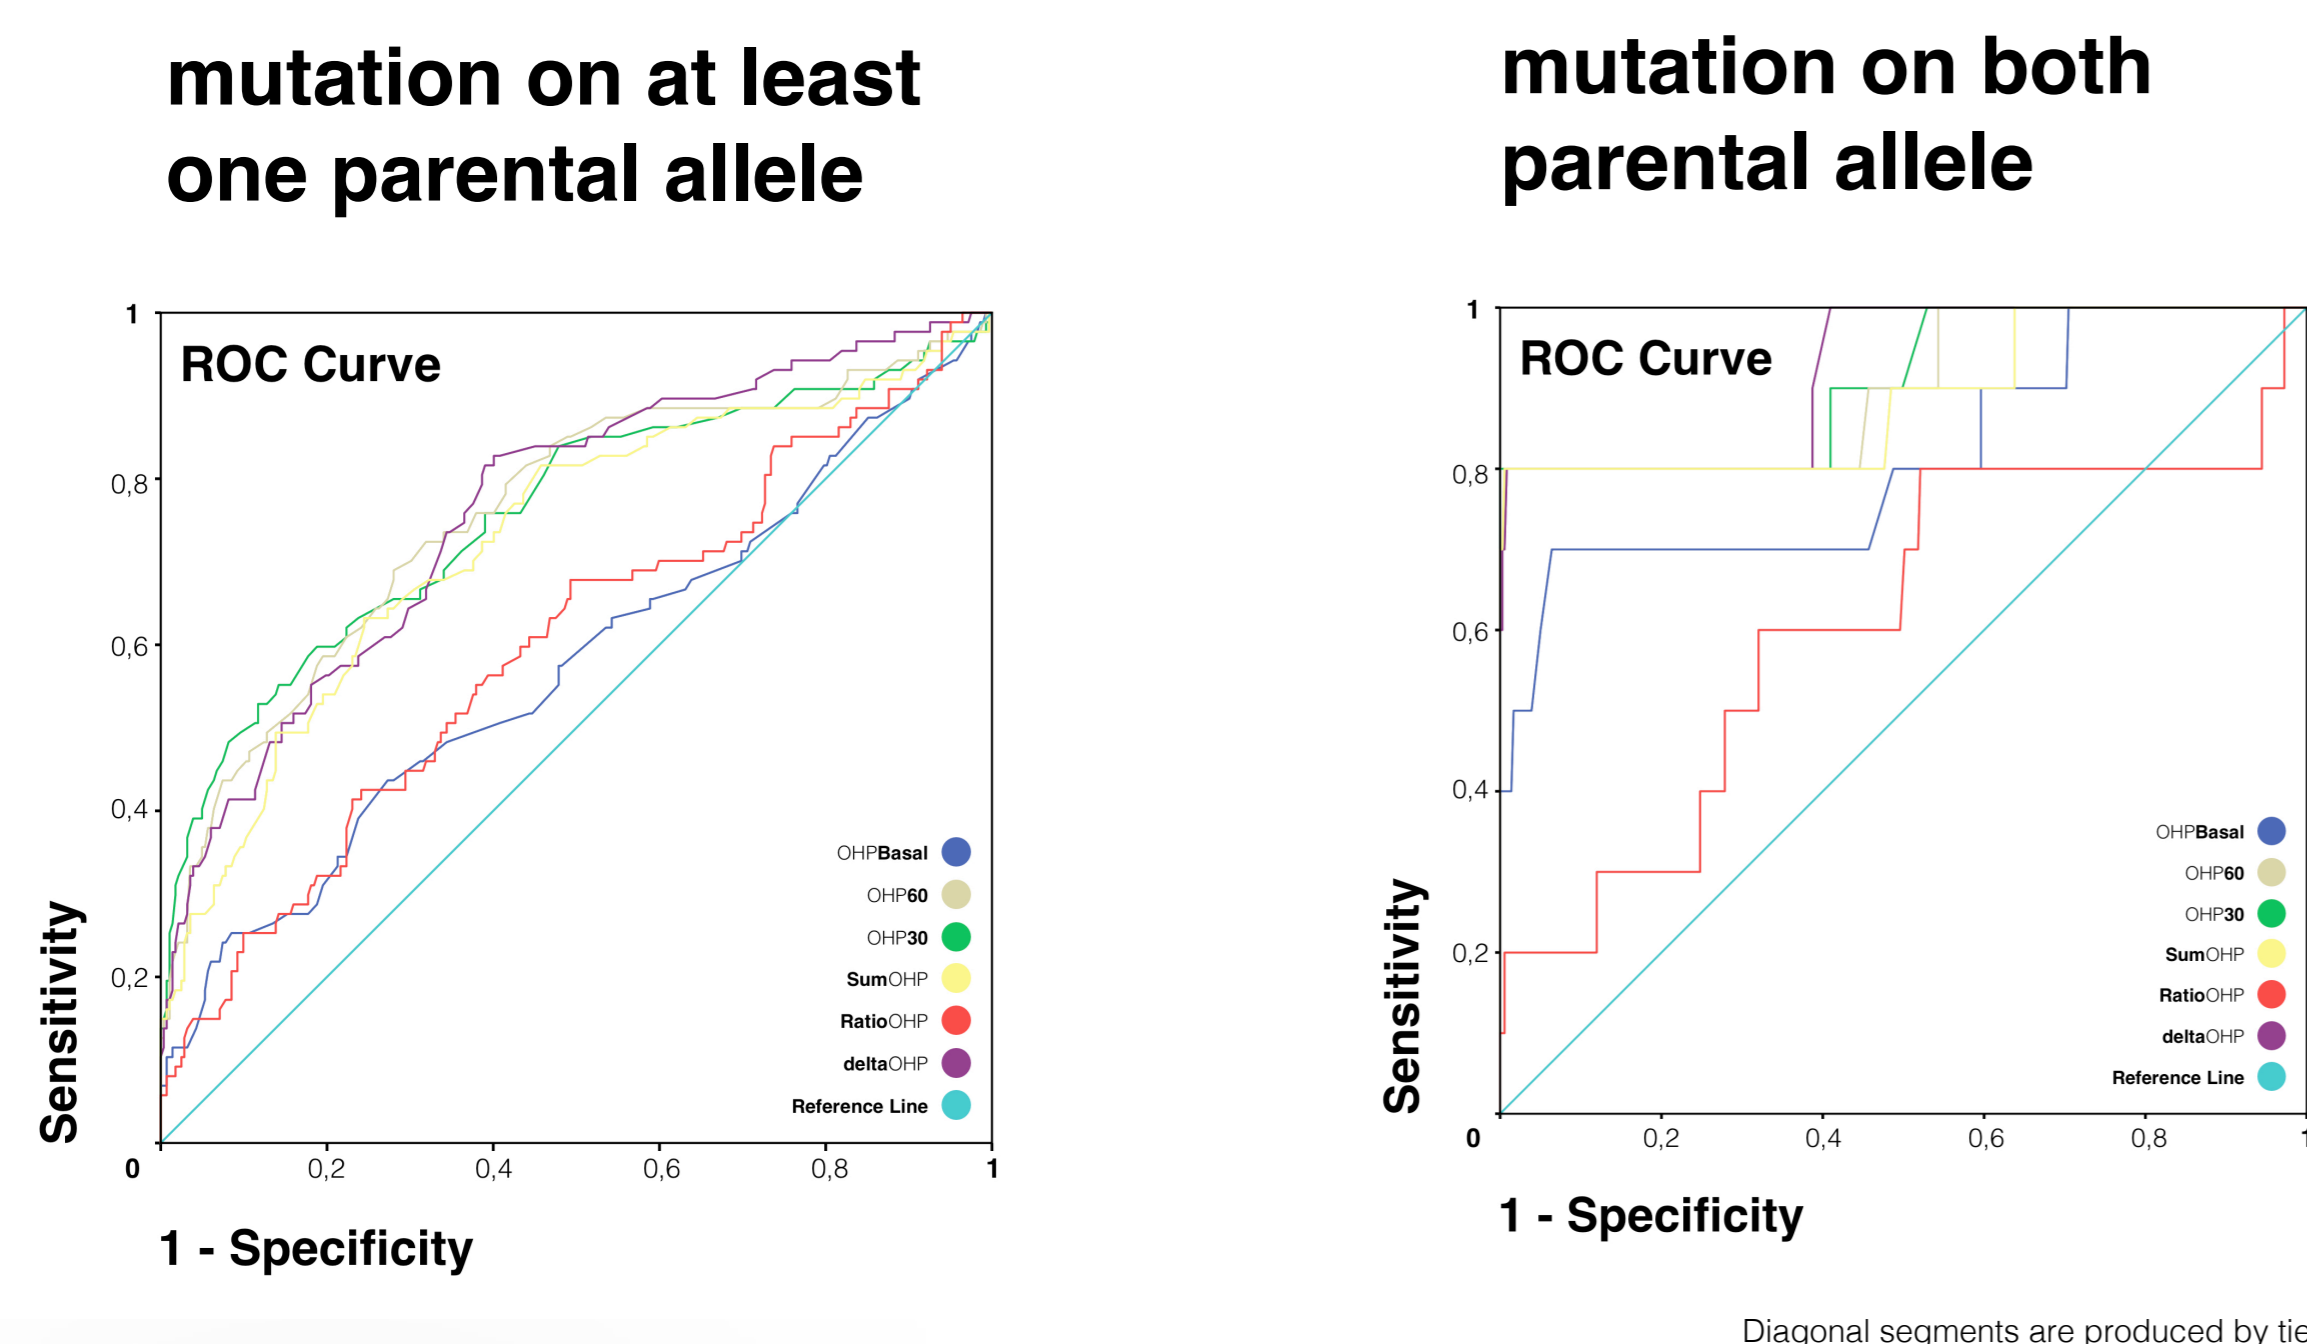 mutation on at least
one parental allele
ROC Curve
Sensitivity
1
0,8
0,6
0,4
0,2
0
0,2
0,4
0,6
0,8
1
OHPBasal
OHP60
OHP30
SumOHP
RatioOHP
deltaOHP
Reference Line
1 - Specificity
mutation on both
parental allele
ROC Curve
Sensitivity
1
0,8
0,6
0,4
0,2
0
0,2
0,4
0,6
0,8
OHPBasal
OHP60
OHP30
SumOHP
RatioOHP
deltaOHP
Reference Line
1 - Specificity
Diagonal segments are produced by